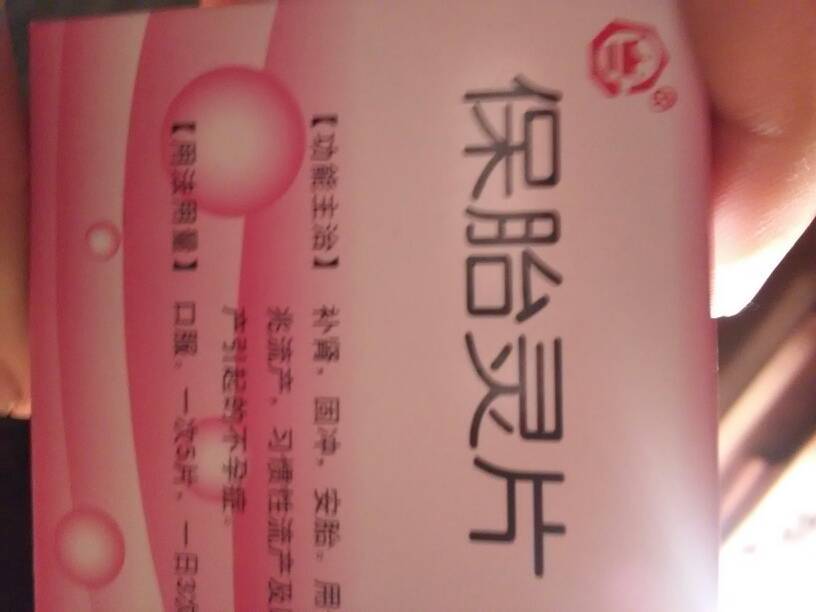 保胎灵片
【功能主治】 补肾，固冲，安胎。用
兆流产，习惯性流产及
产引起的不孕症。
【用法用量】 口服。一次5片，一日3次